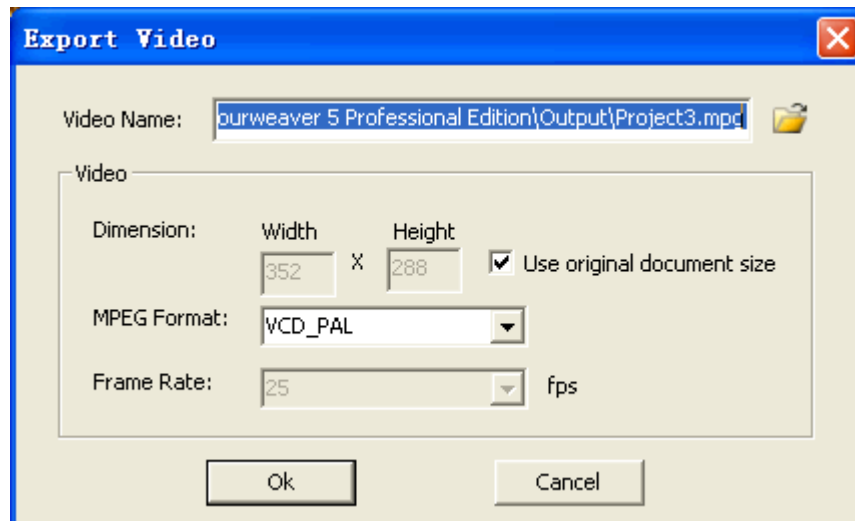 Export Video
Video Name: ourweaver 5 Professional Edition\Output\Project3.mpg
Video
Dimension: Width Height
352 X 288 Use original document size
MPEG Format: VCD_PAL
Frame Rate: 25 fps
Ok Cancel